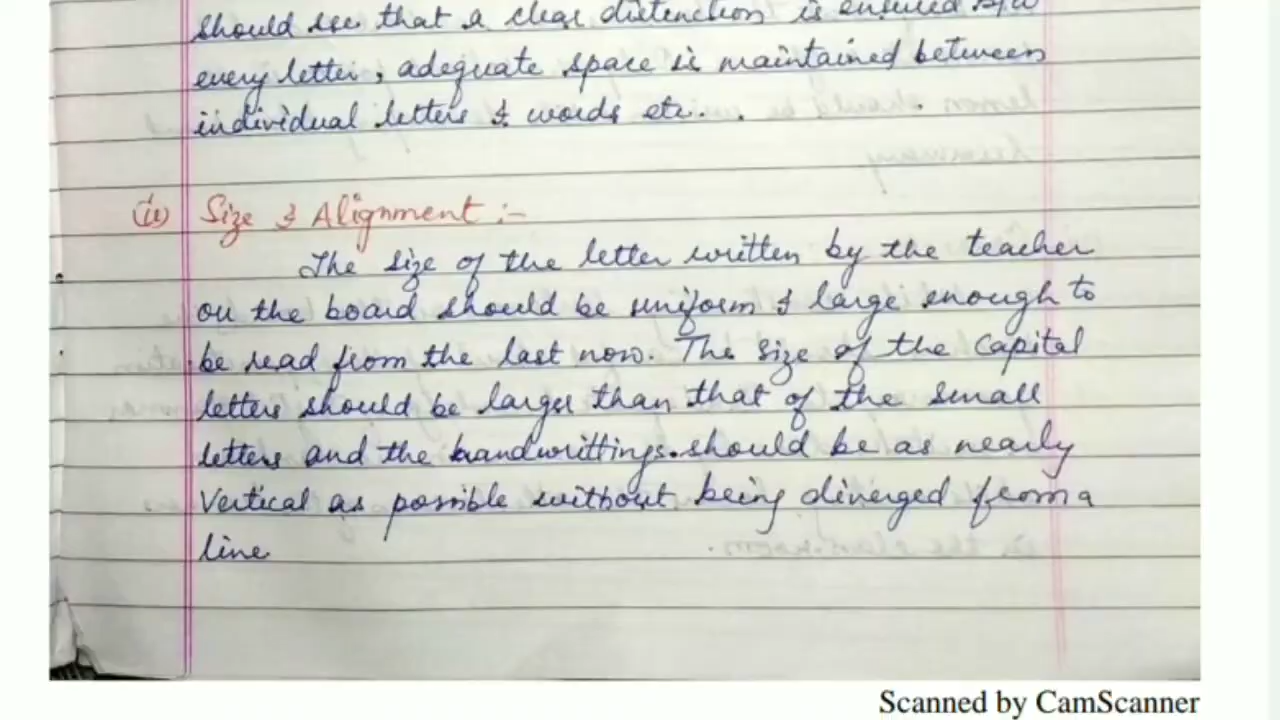 should see that a clear distenction is ensured b/w
every letter, adequate space is maintained between
individual letters & words etc..
(ii) Size & Alignment :-
The size of the letter written by the teacher
on the board should be uniform & large enough to
be read from the last now. The size of the Capital
letters should be larger than that of the small
letters and the handwrittings. should be as nearly
Vertical as possible without being diverged from a
line
Scanned by CamScanner